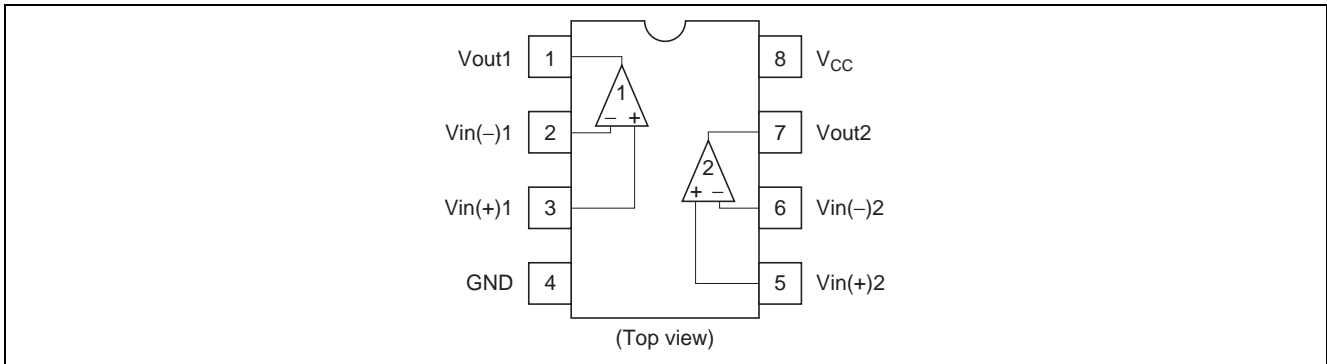 Vout1 1 8 VCC
1
− +
Vin(−)1 2 7 Vout2
2
+ −
Vin(+)1 3 6 Vin(−)2
GND 4 5 Vin(+)2
(Top view)